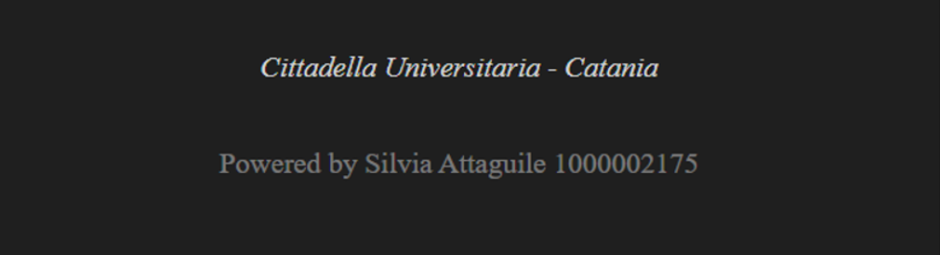 Cittadella Universitaria - Catania
Powered by Silvia Attaguile 1000002175